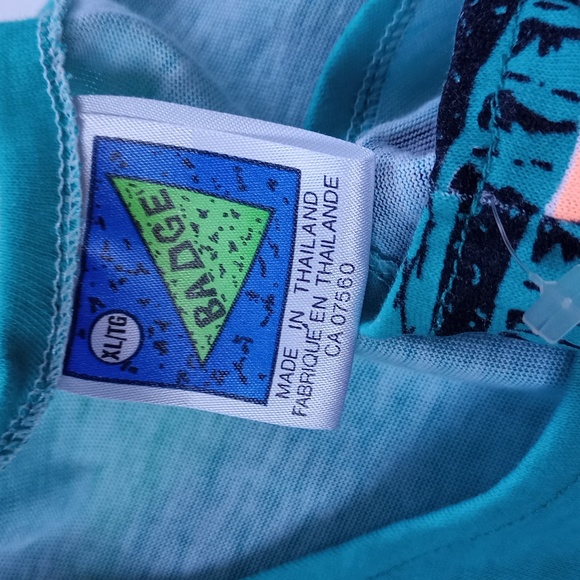 BADGE
XL/TG
MADE IN THAILAND
FABRIQUE EN THAILANDE
CA 07560